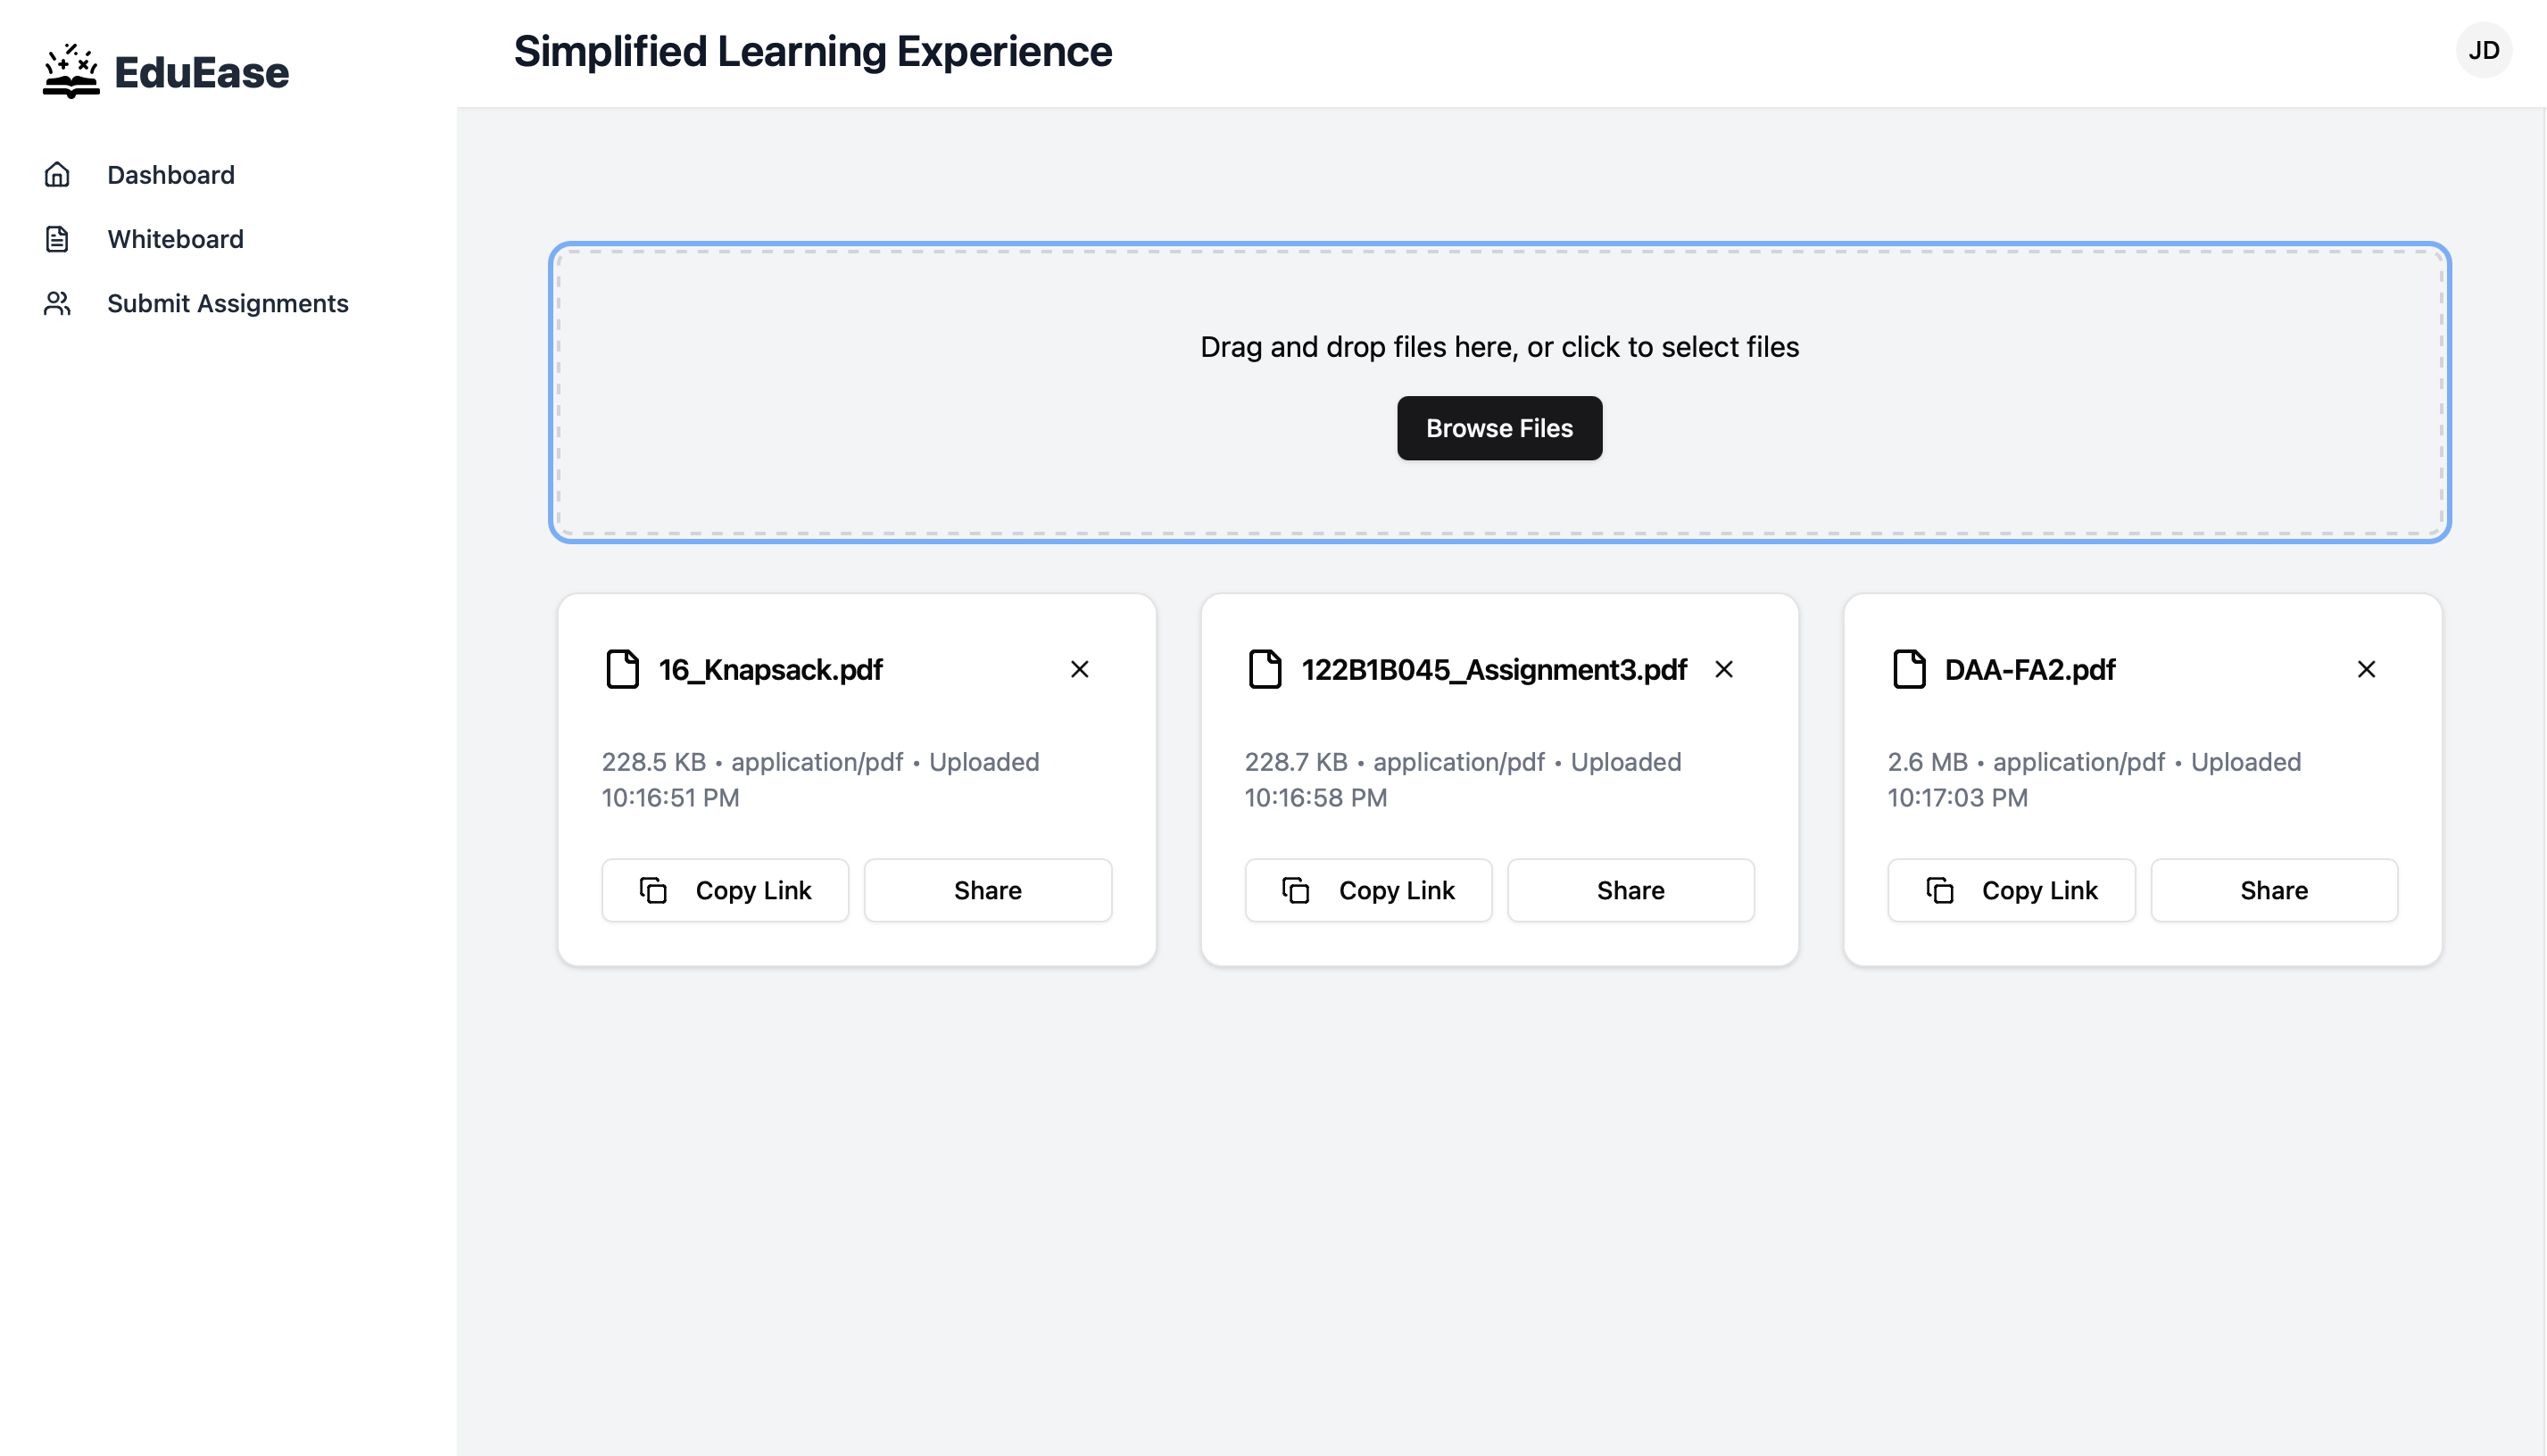 EduEase
Simplified Learning Experience
JD
Dashboard
Whiteboard
Submit Assignments
Drag and drop files here, or click to select files
Browse Files
16_Knapsack.pdf
228.5 KB • application/pdf • Uploaded
10:16:51 PM
Copy Link
Share
122B1B045_Assignment3.pdf
228.7 KB • application/pdf • Uploaded
10:16:58 PM
Copy Link
Share
DAA-FA2.pdf
2.6 MB • application/pdf • Uploaded
10:17:03 PM
Copy Link
Share